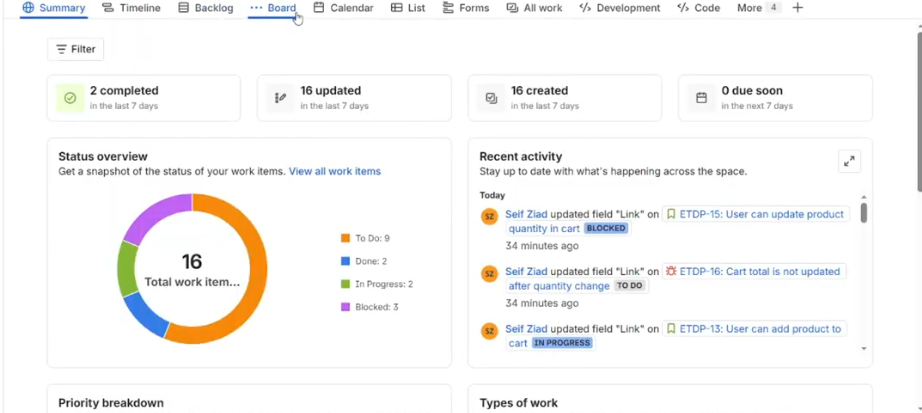 Summary Timeline Backlog Board Calendar List Forms All work Development Code More 4
Filter
2 completed
in the last 7 days
16 updated
in the last 7 days
16 created
in the last 7 days
0 due soon
in the next 7 days
Status overview
Get a snapshot of the status of your work items. View all work items
16
Total work item...
To Do: 9
Done: 2
In Progress: 2
Blocked: 3
Recent activity
Stay up to date with what's happening across the space.
Today
SZ Seif Ziad updated field "Link" on ETDP-15: User can update product
quantity in cart BLOCKED
34 minutes ago
SZ Seif Ziad updated field "Link" on ETDP-16: Cart total is not updated
after quantity change TO DO
34 minutes ago
SZ Seif Ziad updated field "Link" on ETDP-13: User can add product to
cart IN PROGRESS
Priority breakdown
Types of work